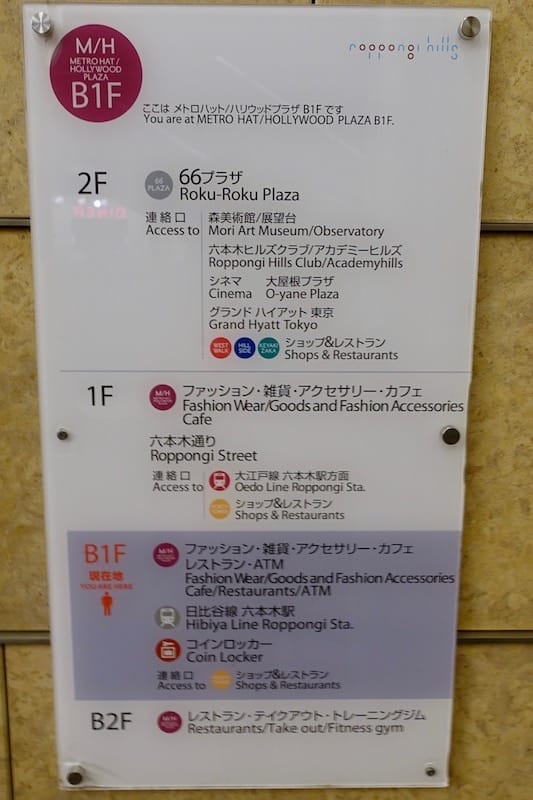 M/H
METRO HAT/
HOLLYWOOD
PLAZA
B1F
roppongi hills
ここは メトロハット/ハリウッドプラザ B1F です
You are at METRO HAT/HOLLYWOOD PLAZA B1F.
2F
66
PLAZA
66プラザ
Roku-Roku Plaza
連絡口
Access to
森美術館/展望台
Mori Art Museum/Observatory
六本木ヒルズクラブ/アカデミーヒルズ
Roppongi Hills Club/Academyhills
シネマ 大屋根プラザ
Cinema O-yane Plaza
グランド ハイアット 東京
Grand Hyatt Tokyo
WEST
WALK
HILL
SIDE
KEYAKI
ZAKA
ショップ&レストラン
Shops & Restaurants
1F
M/H
ファッション・雑貨・アクセサリー・カフェ
Fashion Wear/Goods and Fashion Accessories
Cafe
六本木通り
Roppongi Street
連絡口
Access to
大江戸線 六本木駅方面
Oedo Line Roppongi Sta.
ショップ&レストラン
Shops & Restaurants
B1F
現在地
YOU ARE HERE
M/H
ファッション・雑貨・アクセサリー・カフェ
レストラン・ATM
Fashion Wear/Goods and Fashion Accessories
Cafe/Restaurants/ATM
日比谷線 六本木駅
Hibiya Line Roppongi Sta.
コインロッカー
Coin Locker
連絡口
Access to
ショップ&レストラン
Shops & Restaurants
B2F
M/H
レストラン・テイクアウト・トレーニングジム
Restaurants/Take out/Fitness gym